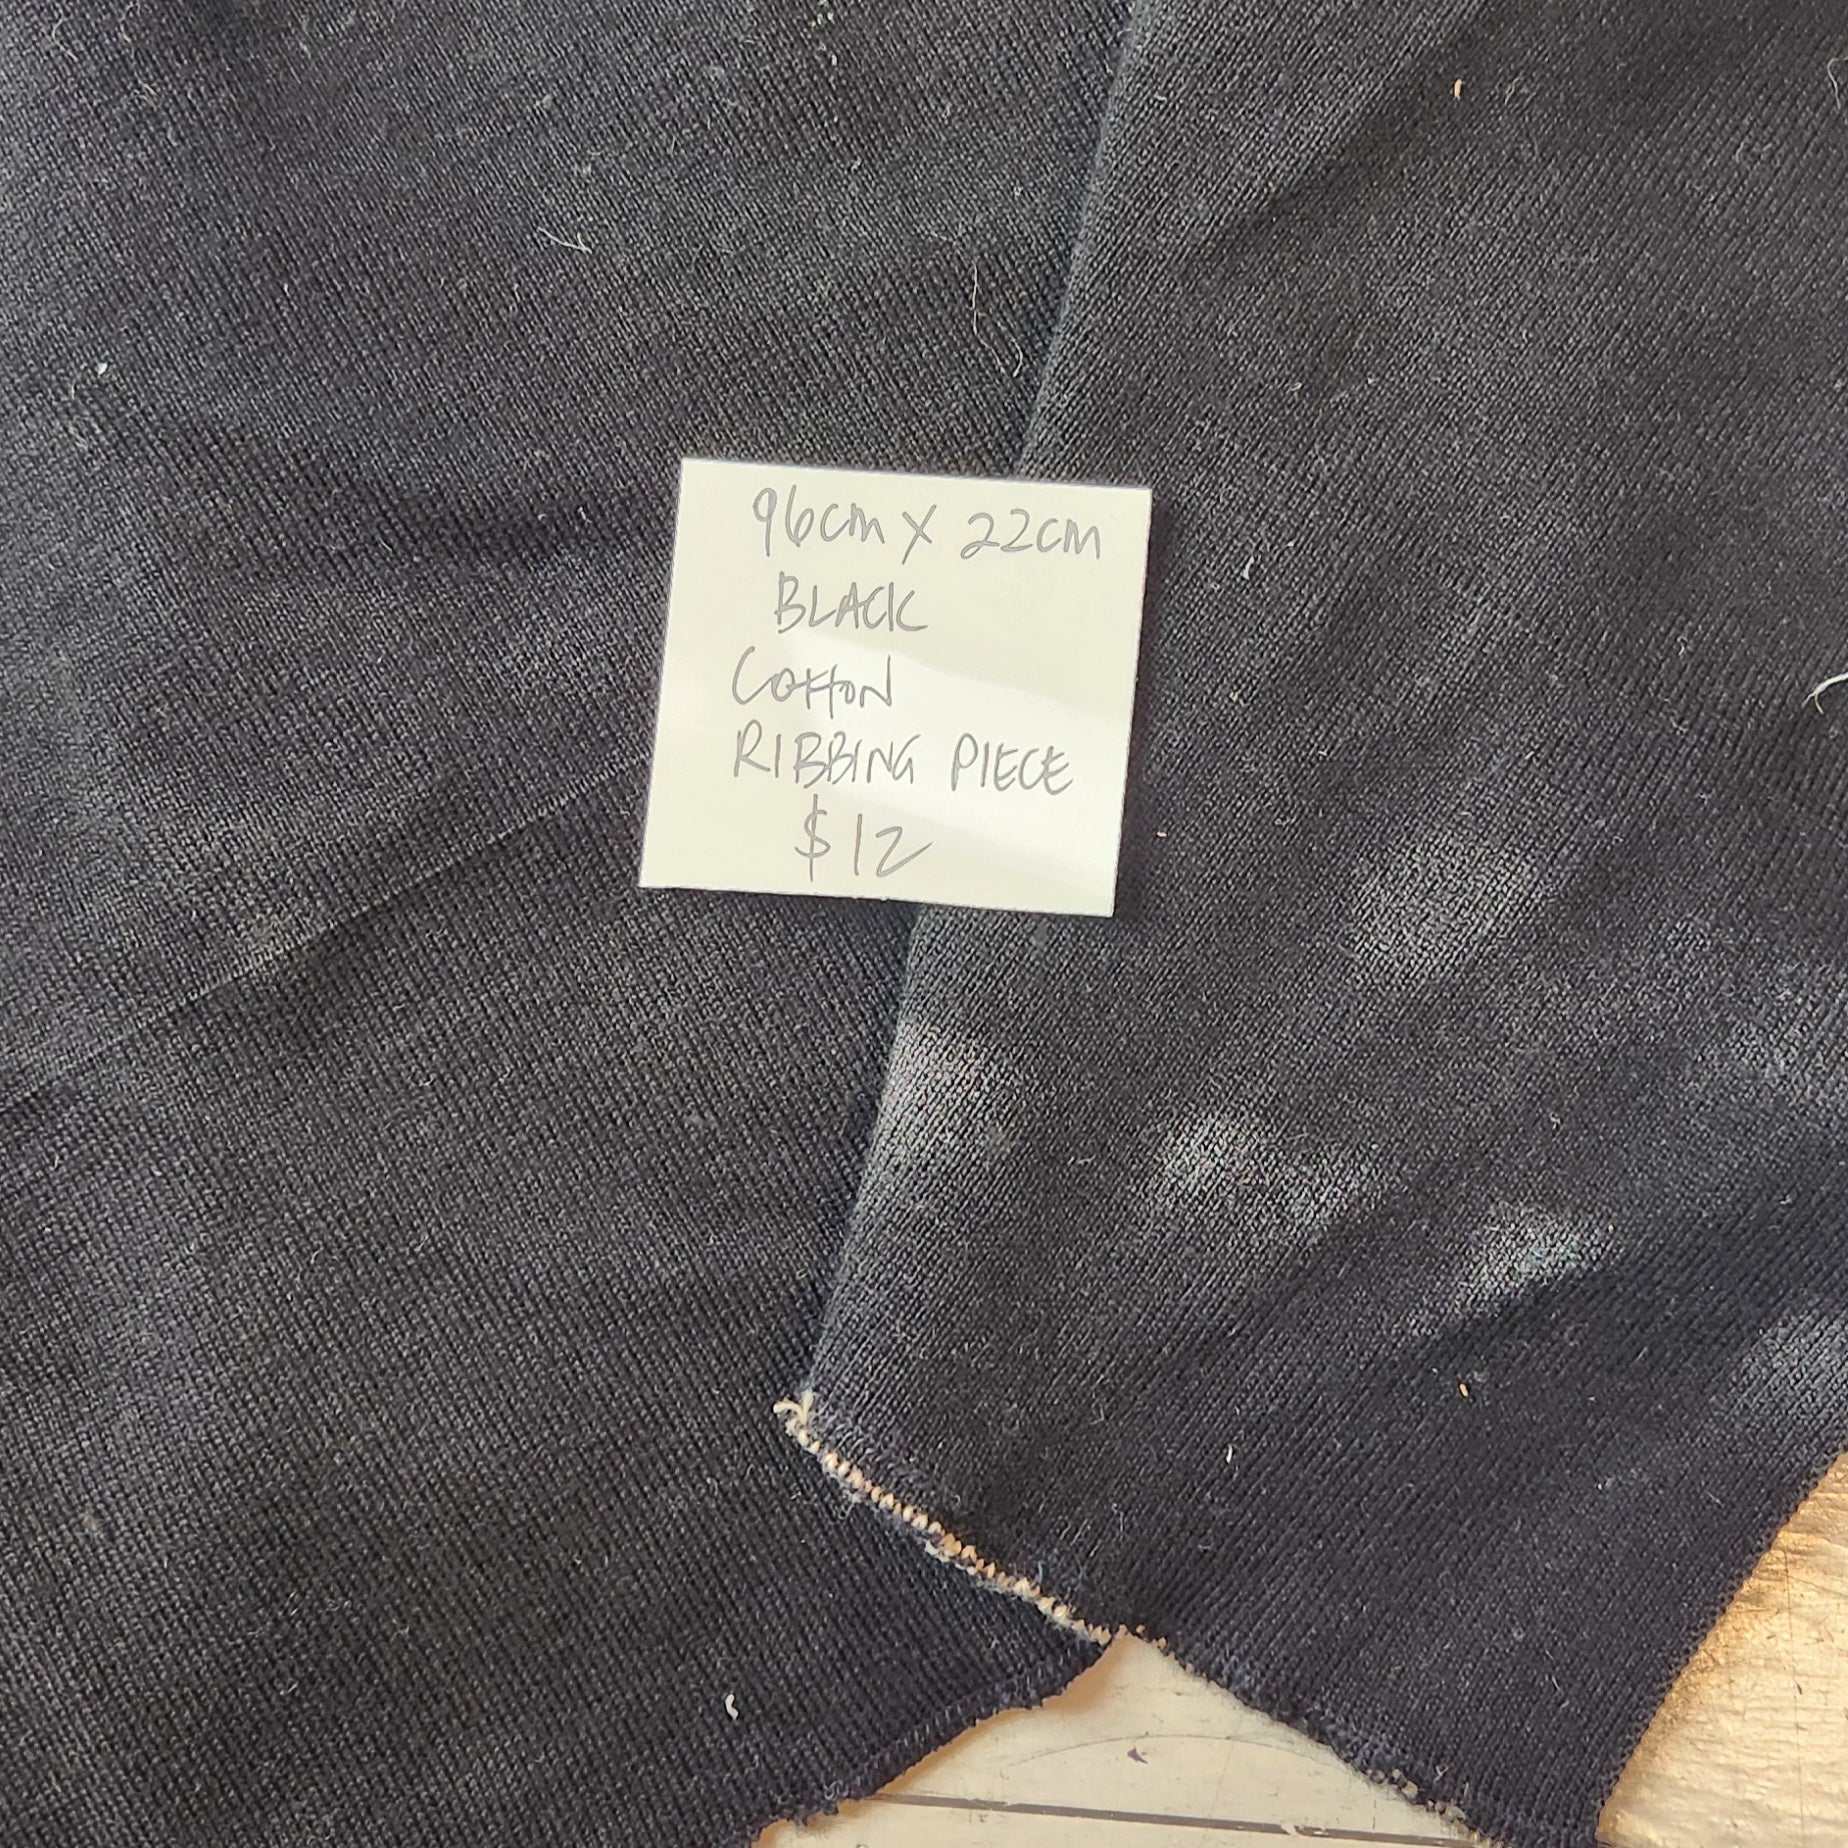 96cm x 22cm
BLACK
Cotton
RIBBING PIECE
$12